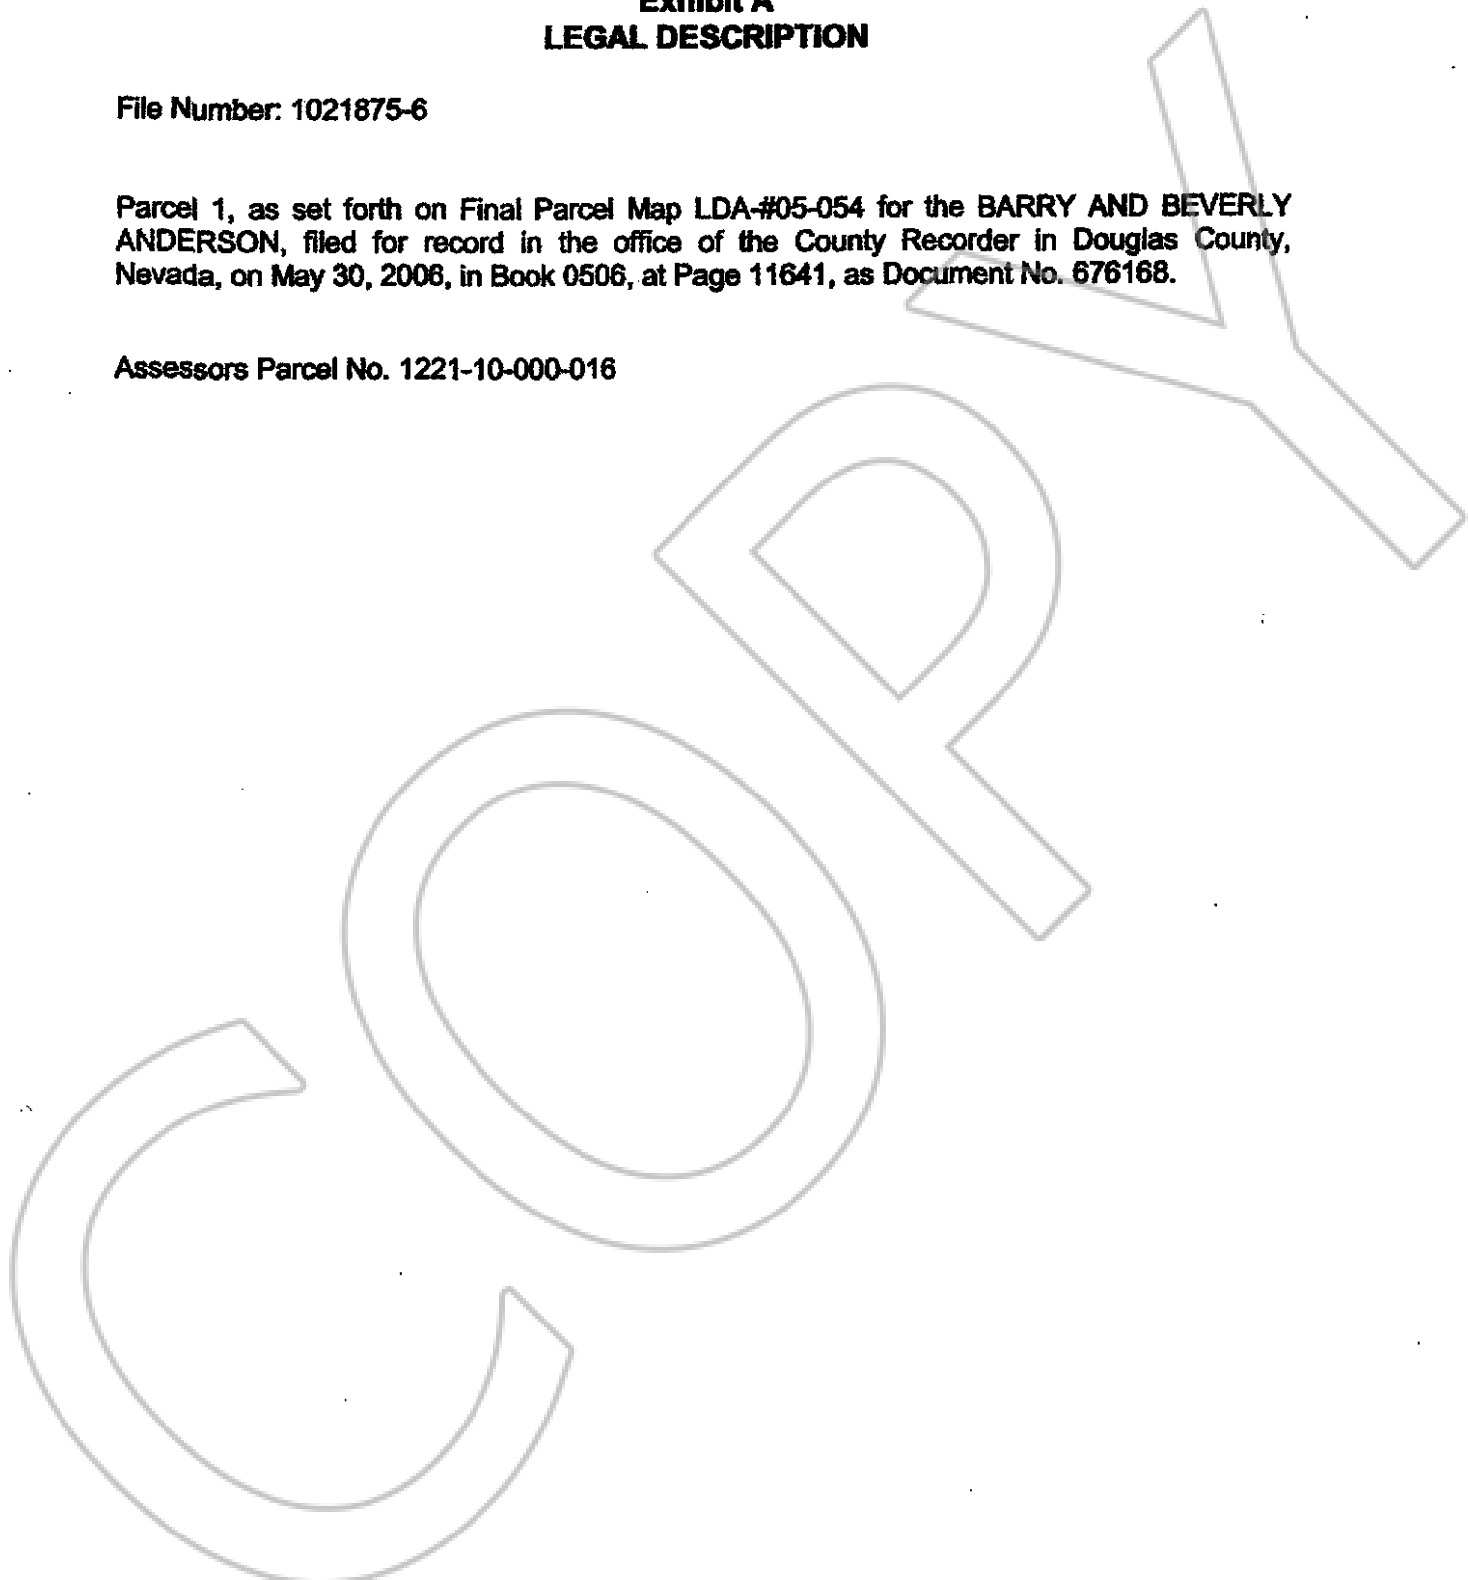 Exhibit A
LEGAL DESCRIPTION
File Number: 1021875-6
Parcel 1, as set forth on Final Parcel Map LDA-#05-054 for the BARRY AND BEVERLY
ANDERSON, filed for record in the office of the County Recorder in Douglas County,
Nevada, on May 30, 2006, in Book 0506, at Page 11641, as Document No. 676168.
Assessors Parcel No. 1221-10-000-016
COPY